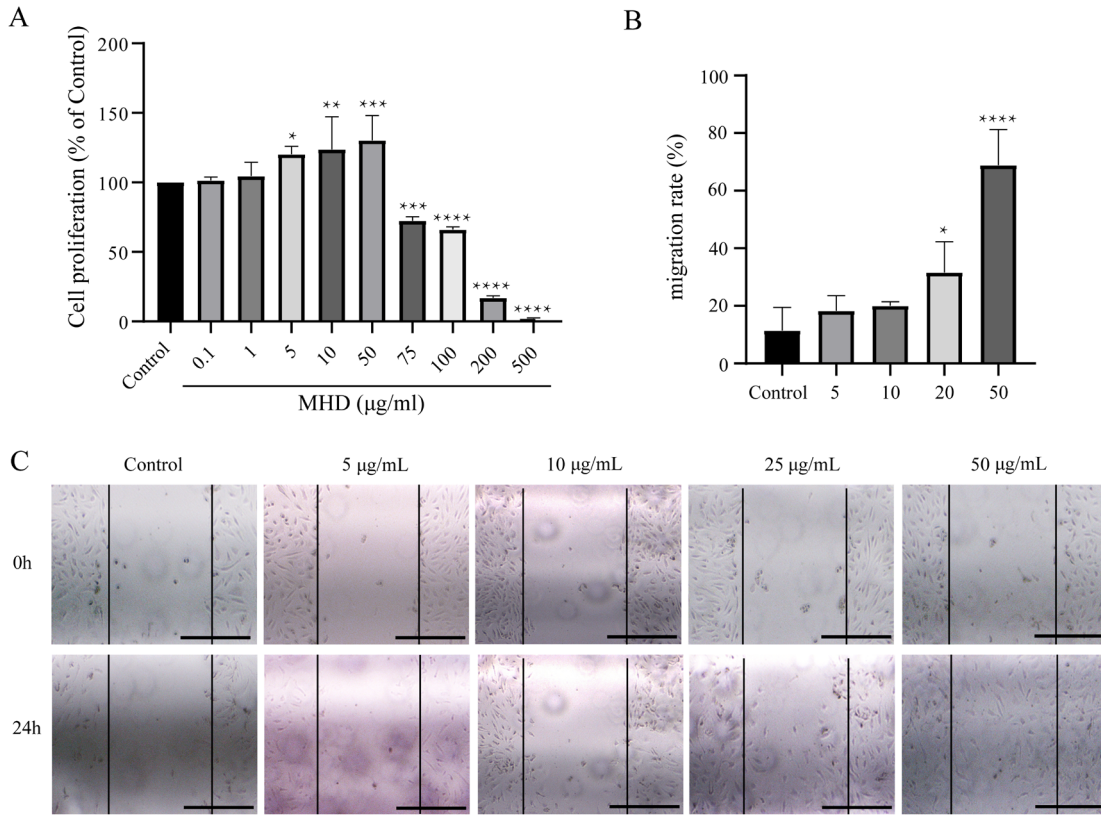 A
Cell proliferation (% of Control)
200
150
100
50
0
*
**
***
***
****
****
****
Control
0.1
1
5
10
50
75
100
200
500
MHD (μg/ml)
B
migration rate (%)
100
80
60
40
20
0
*
****
Control
5
10
20
50
C
Control
5 μg/mL
10 μg/mL
25 μg/mL
50 μg/mL
0h
24h